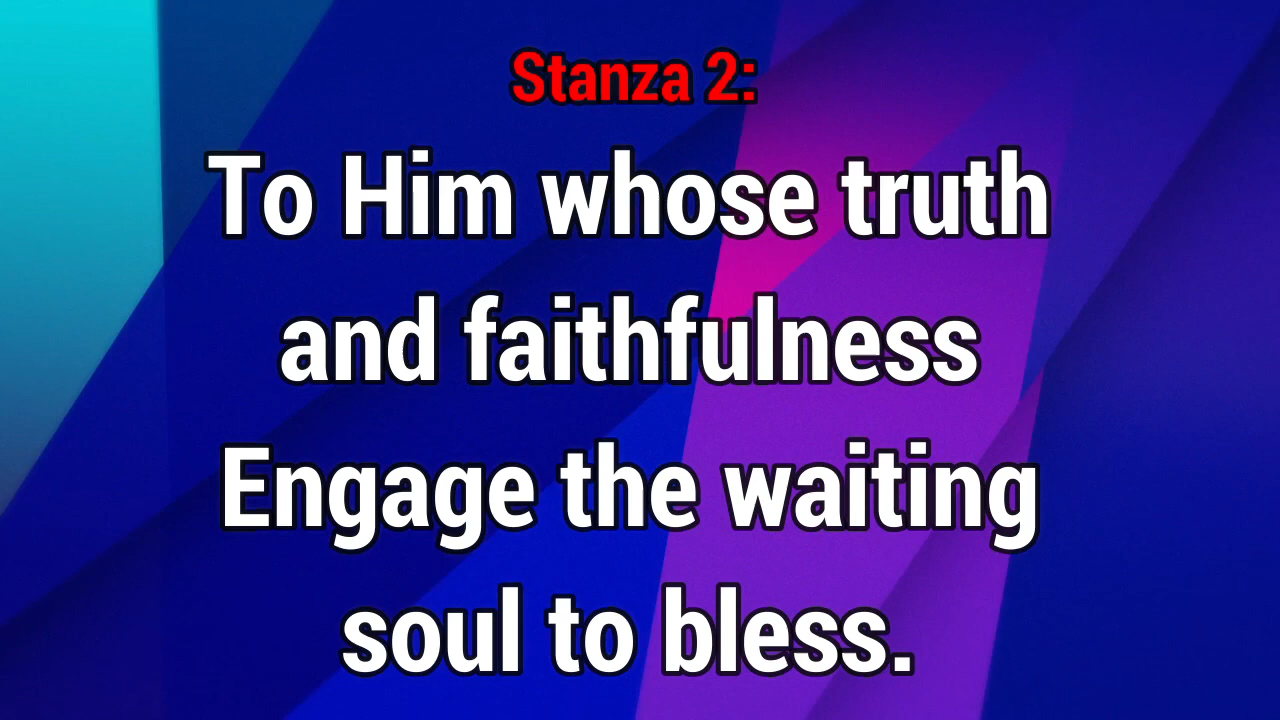 Stanza 2:
To Him whose truth
and faithfulness
Engage the waiting
soul to bless.